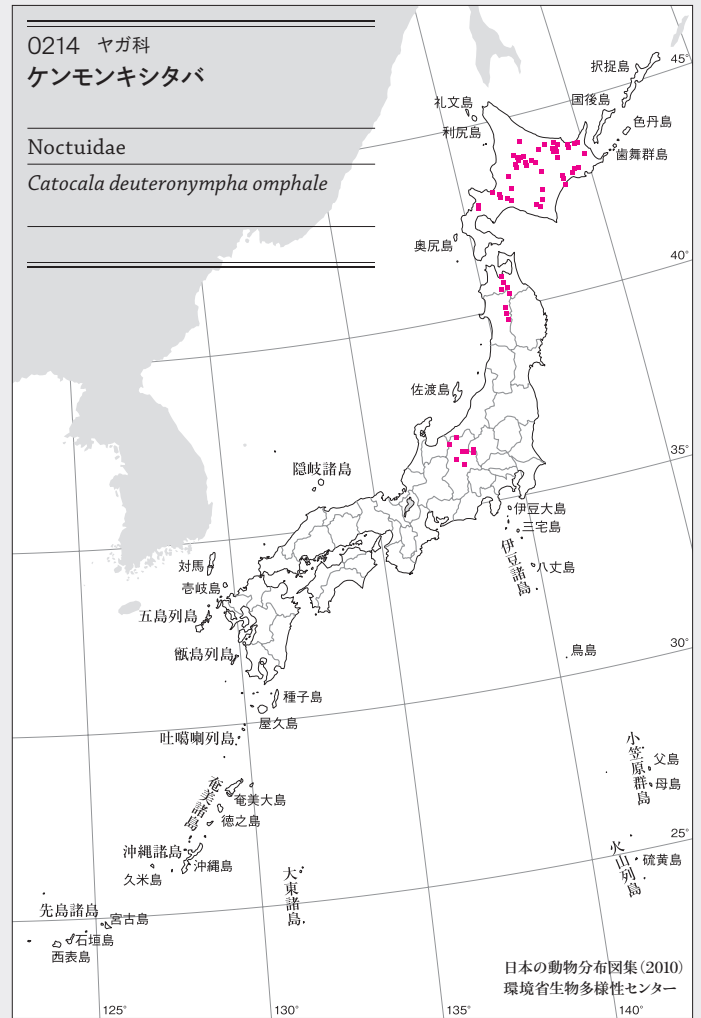 0214 ヤガ科
ケンモンキシタバ
Noctuidae
Catocala deuteronympha omphale
45°
択捉島
国後島
礼文島
色丹島
利尻島
歯舞群島
奥尻島
40°
佐渡島
35°
隠岐諸島
伊豆大島
三宅島
伊豆諸島
八丈島
対馬
壱岐島
五島列島
甑島列島
鳥島
30°
種子島
屋久島
吐噶喇列島
小笠原群島
父島
母島
奄美諸島
奄美大島
徳之島
25°
沖縄諸島
沖縄島
久米島
火山列島
硫黄島
大東諸島
先島諸島
宮古島
石垣島
西表島
日本の動物分布図集(2010)
環境省生物多様性センター
125°
130°
135°
140°